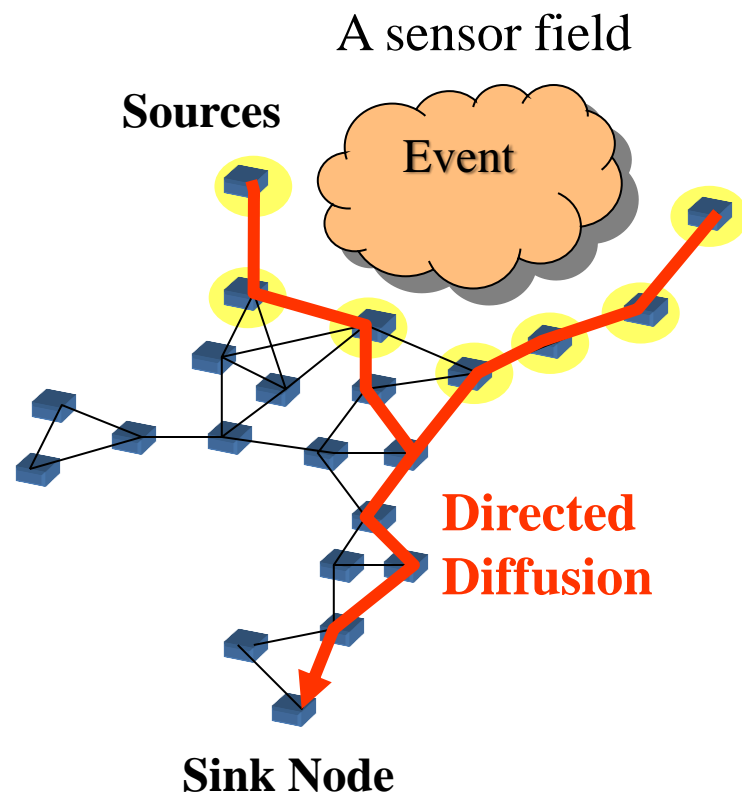 A sensor field
Sources
Event
Directed
Diffusion
Sink Node